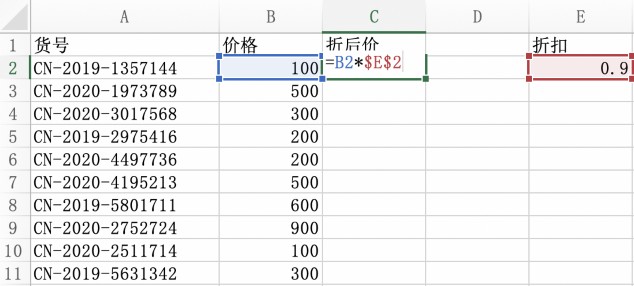 A B C D E
1 货号 价格 折后价 折扣
2 CN-2019-1357144 100 =B2*$E$2 0.9
3 CN-2020-1973789 500
4 CN-2020-3017568 300
5 CN-2019-2975416 200
6 CN-2020-4497736 200
7 CN-2020-4195213 500
8 CN-2019-5801711 600
9 CN-2020-2752724 900
10 CN-2020-2511714 100
11 CN-2019-5631342 300